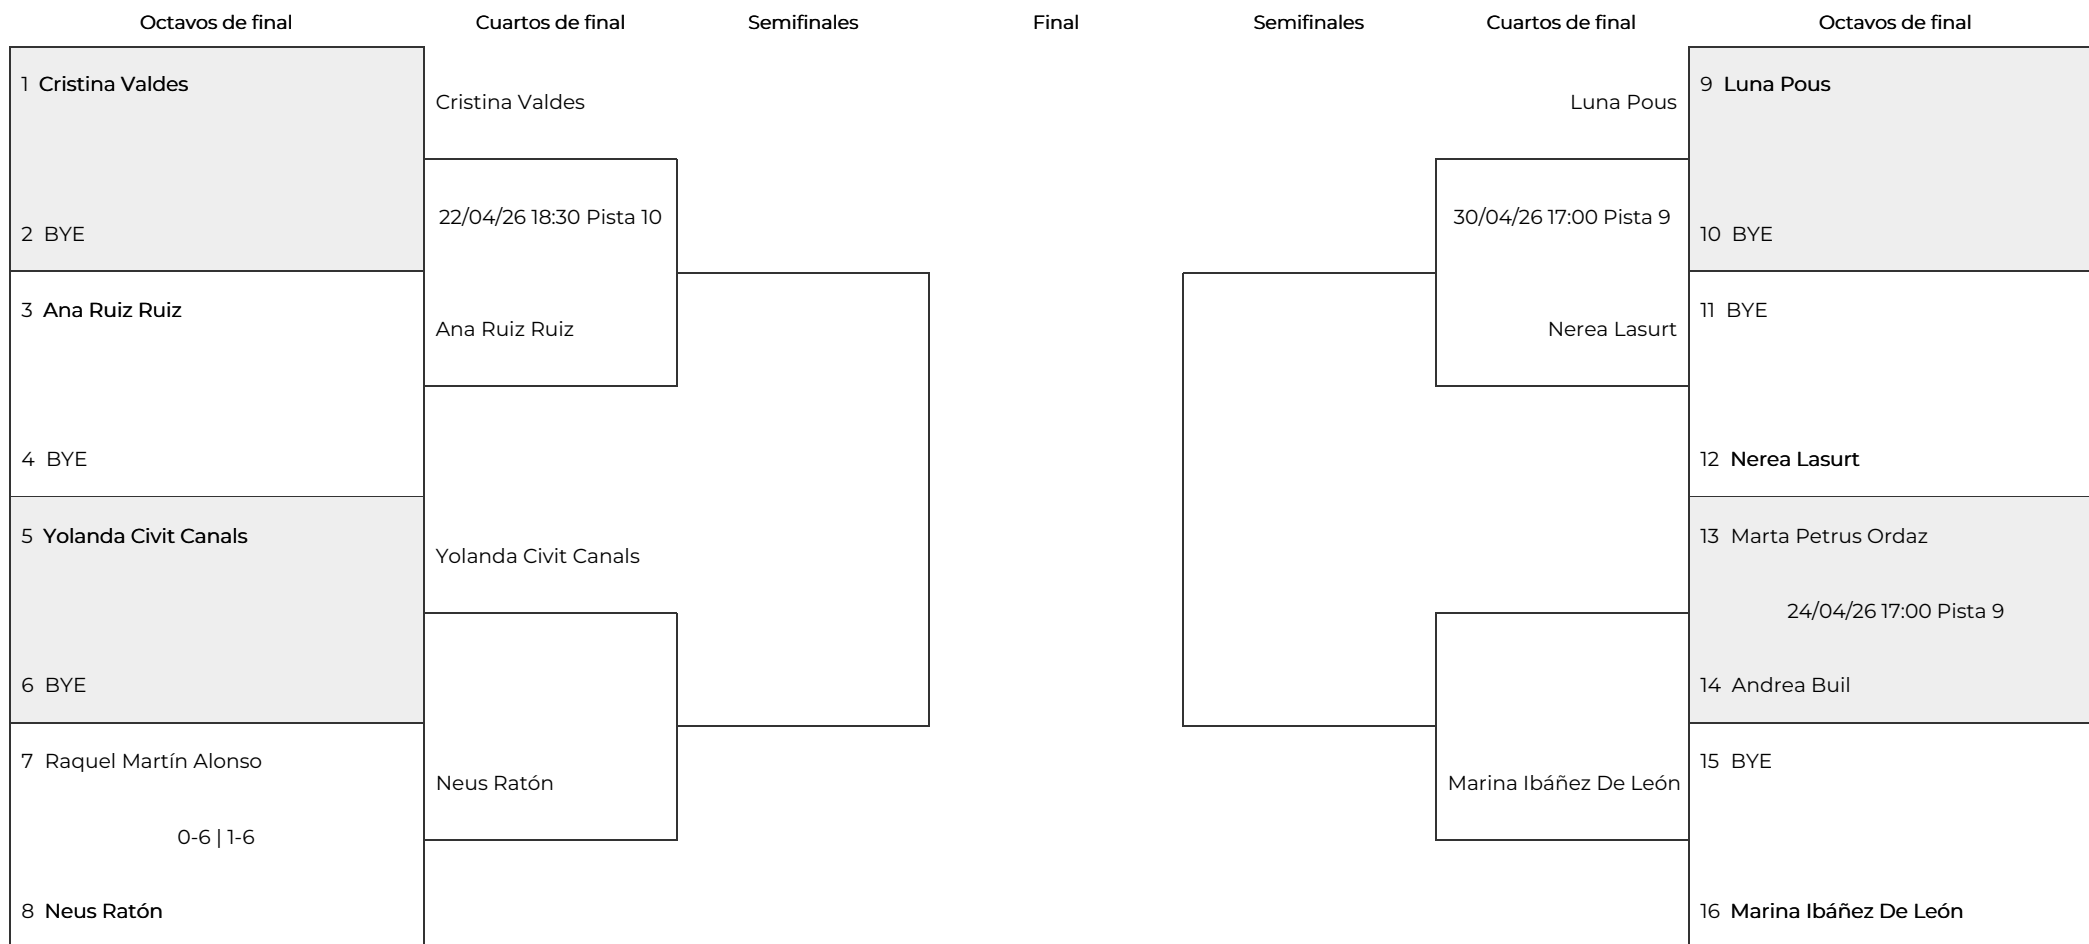 Octavos de final
Cuartos de final
Semifinales
Final
Semifinales
Cuartos de final
Octavos de final
1 Cristina Valdes
2 BYE
3 Ana Ruiz Ruiz
4 BYE
5 Yolanda Civit Canals
6 BYE
7 Raquel Martín Alonso
0-6 | 1-6
8 Neus Ratón
Cristina Valdes
22/04/26 18:30 Pista 10
Ana Ruiz Ruiz
Yolanda Civit Canals
Neus Ratón
Luna Pous
30/04/26 17:00 Pista 9
Nerea Lasurt
Marina Ibáñez De León
9 Luna Pous
10 BYE
11 BYE
12 Nerea Lasurt
13 Marta Petrus Ordaz
24/04/26 17:00 Pista 9
14 Andrea Buil
15 BYE
16 Marina Ibáñez De León